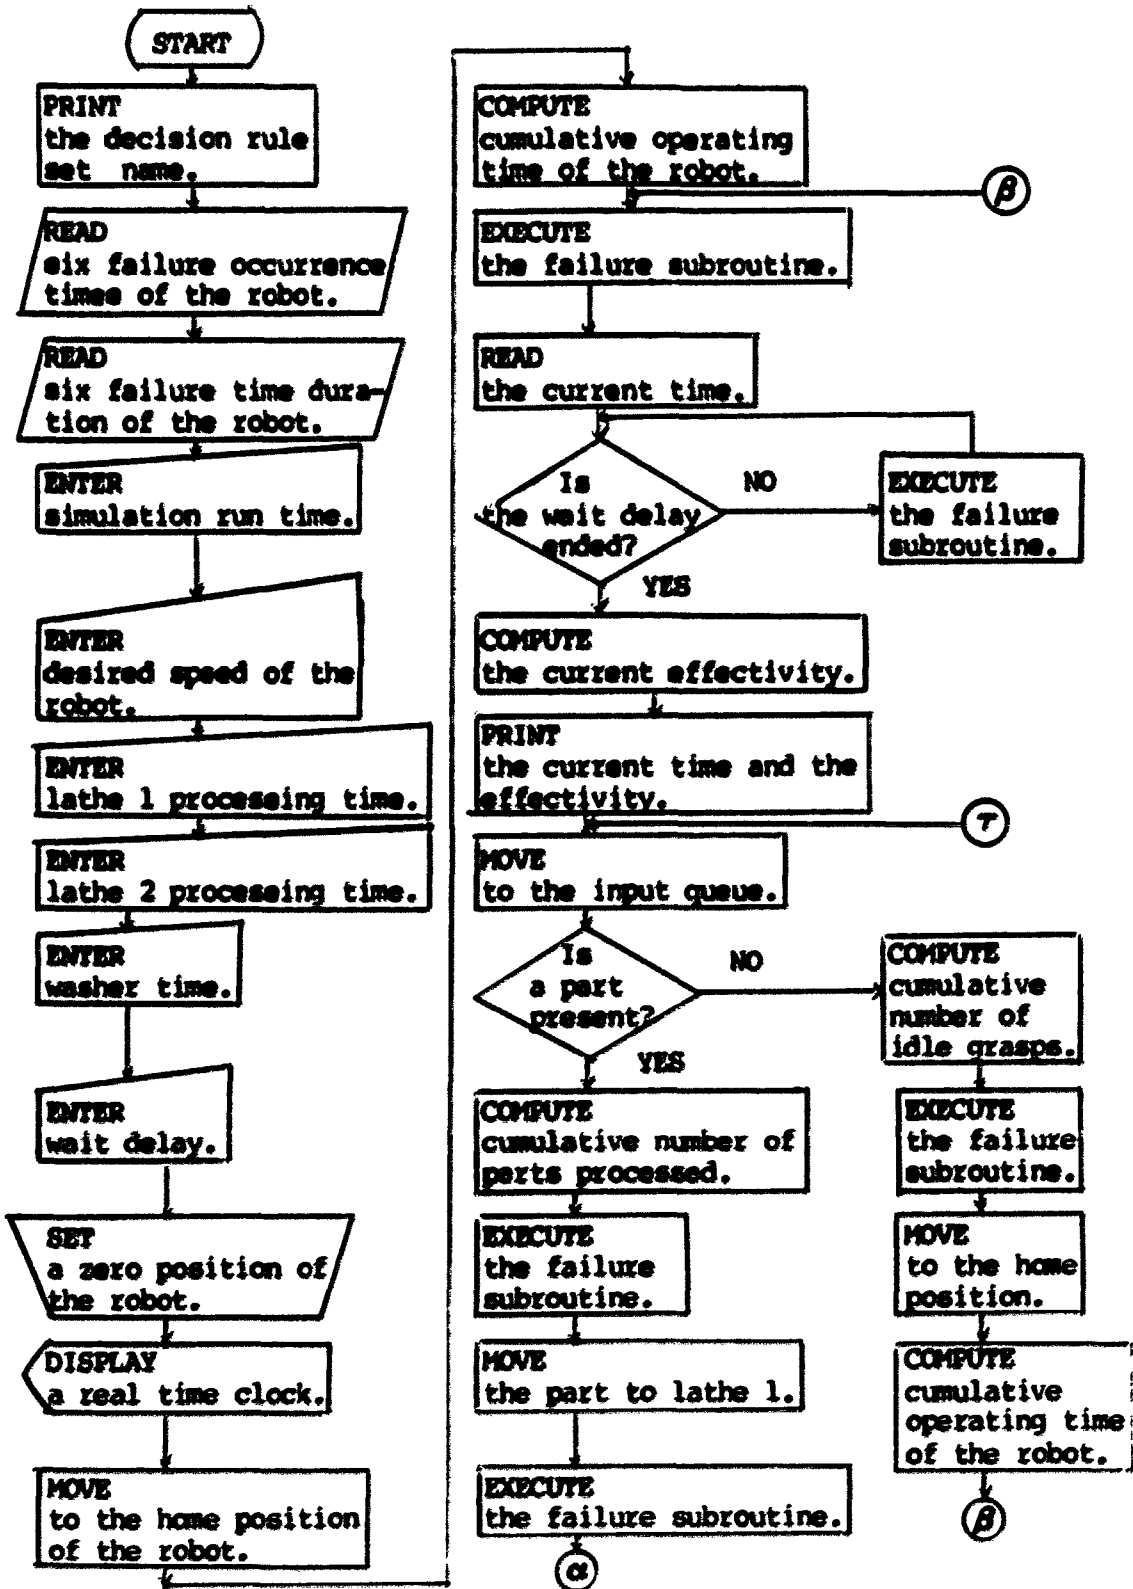 START
PRINT
the decision rule
set name.
READ
six failure occurrence
times of the robot.
READ
six failure time dura-
tion of the robot.
ENTER
simulation run time.
ENTER
desired speed of the
robot.
ENTER
lathe 1 processing time.
ENTER
lathe 2 processing time.
ENTER
washer time.
ENTER
wait delay.
SET
a zero position of
the robot.
DISPLAY
a real time clock.
MOVE
to the home position
of the robot.
COMPUTE
cumulative operating
time of the robot.
β
EXECUTE
the failure subroutine.
READ
the current time.
Is
the wait delay
ended?
NO
EXECUTE
the failure
subroutine.
YES
COMPUTE
the current effectivity.
PRINT
the current time and the
effectivity.
τ
MOVE
to the input queue.
Is
a part
present?
NO
COMPUTE
cumulative
number of
idle grasps.
YES
COMPUTE
cumulative number of
parts processed.
EXECUTE
the failure
subroutine.
MOVE
the part to lathe 1.
EXECUTE
the failure subroutine.
α
EXECUTE
the failure
subroutine.
MOVE
to the home
position.
COMPUTE
cumulative
operating time
of the robot.
β